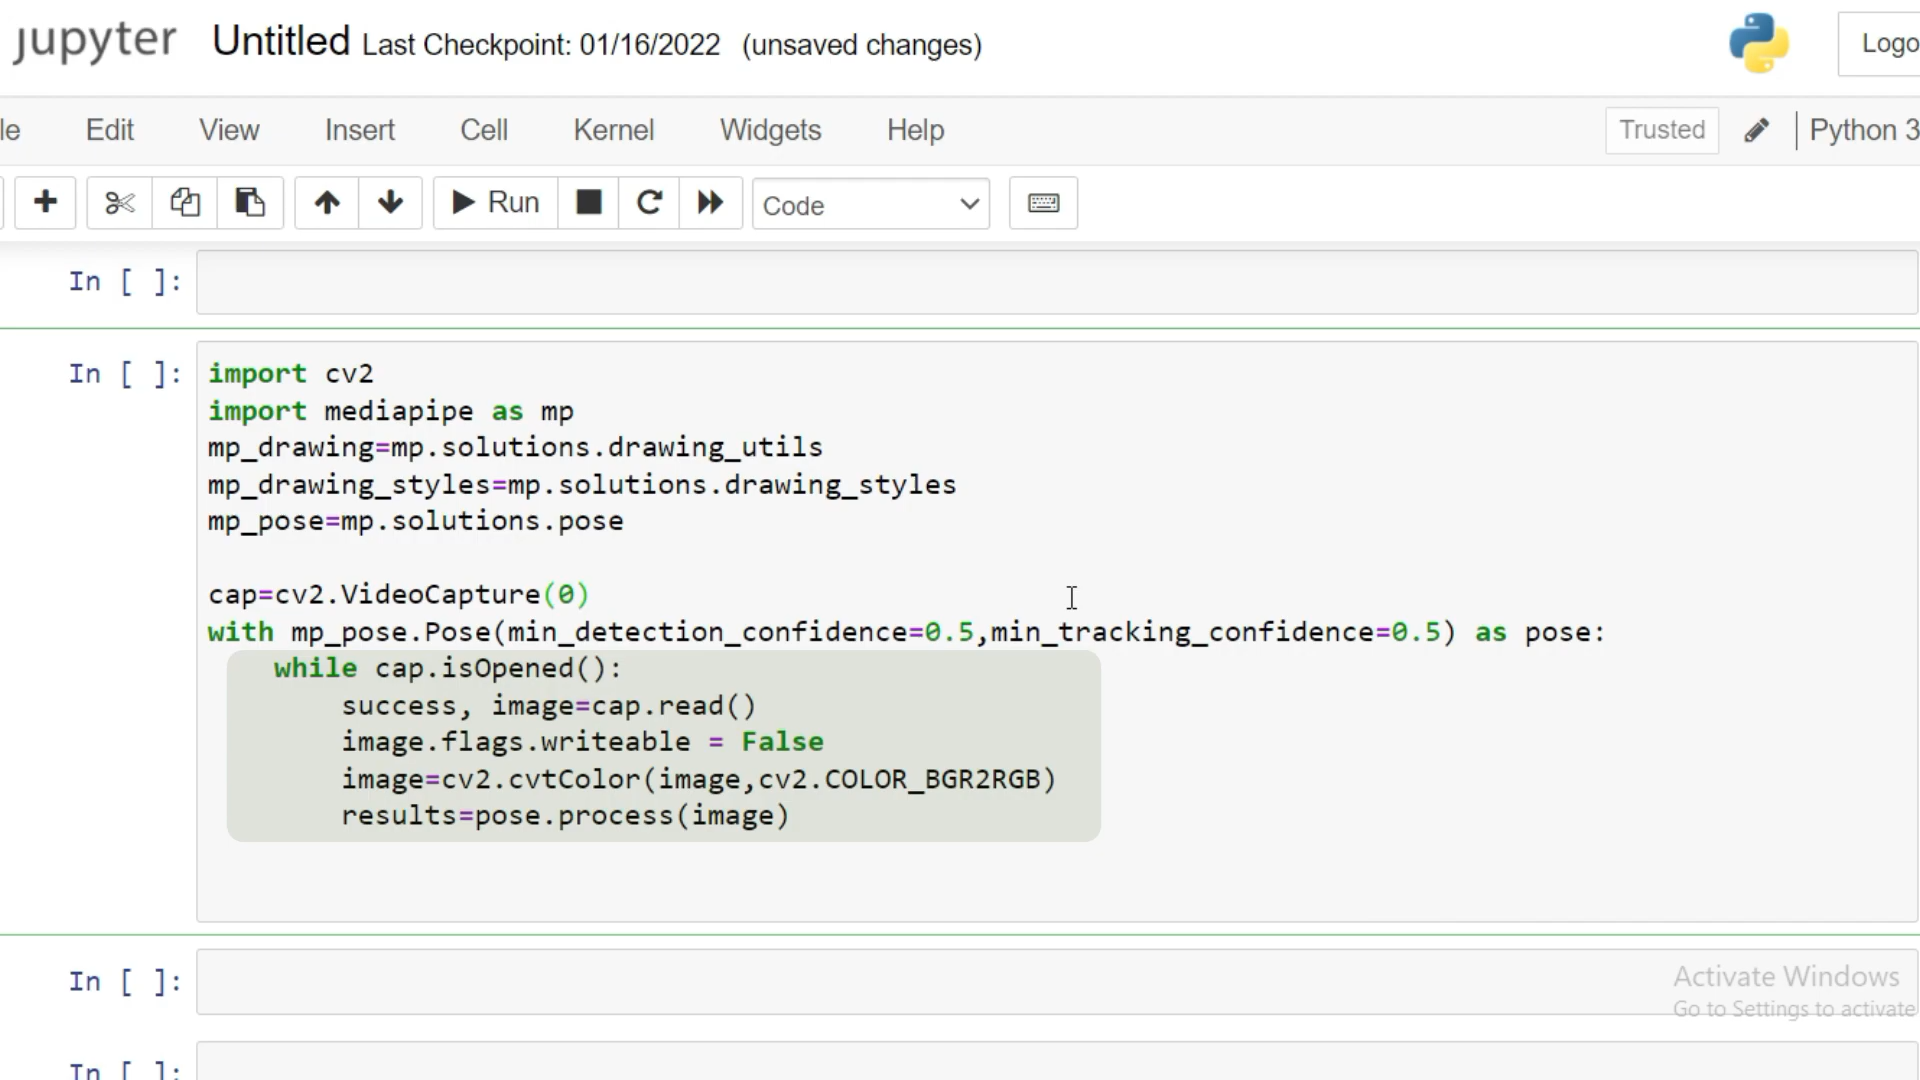 jupyter Untitled Last Checkpoint: 01/16/2022 (unsaved changes) Logo
le Edit View Insert Cell Kernel Widgets Help Trusted Python 3
Run Code
In [ ]:
In [ ]:
import cv2
import mediapipe as mp
mp_drawing=mp.solutions.drawing_utils
mp_drawing_styles=mp.solutions.drawing_styles
mp_pose=mp.solutions.pose
cap=cv2.VideoCapture(0)
with mp_pose.Pose(min_detection_confidence=0.5,min_tracking_confidence=0.5) as pose:
    while cap.isOpened():
        success, image=cap.read()
        image.flags.writeable = False
        image=cv2.cvtColor(image,cv2.COLOR_BGR2RGB)
        results=pose.process(image)
In [ ]:
Activate Windows
Go to Settings to activate
In [ ]: